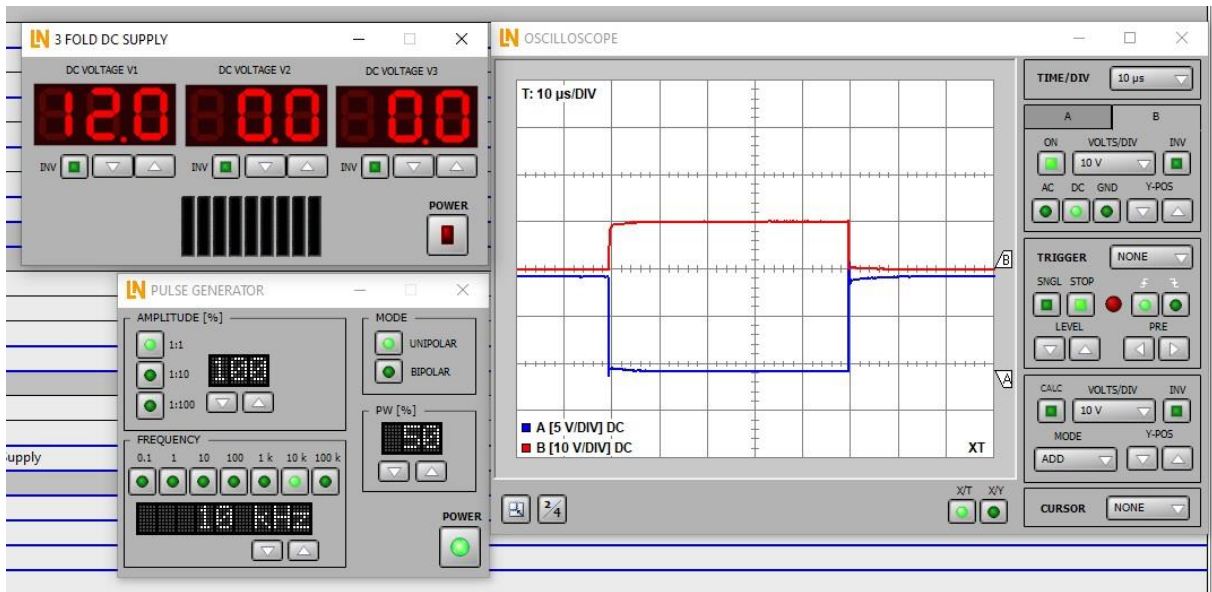 LN 3 FOLD DC SUPPLY
DC VOLTAGE V1 DC VOLTAGE V2 DC VOLTAGE V3
12.0 0.0 0.0
INV INV INV
POWER
LN PULSE GENERATOR
AMPLITUDE [%]
1:1
1:10
1:100
100
MODE
UNIPOLAR
BIPOLAR
PW [%]
50
FREQUENCY
0.1 1 10 100 1 k 10 k 100 k
10 kHz
POWER
upply
LN OSCILLOSCOPE
T: 10 µs/DIV
B
A
A [5 V/DIV] DC
B [10 V/DIV] DC
XT
2/4
X/T X/Y
TIME/DIV 10 µs
A B
ON VOLTS/DIV INV
10 V
AC DC GND Y-POS
TRIGGER NONE
SNGL STOP
LEVEL PRE
CALC VOLTS/DIV INV
10 V
MODE Y-POS
ADD
CURSOR NONE